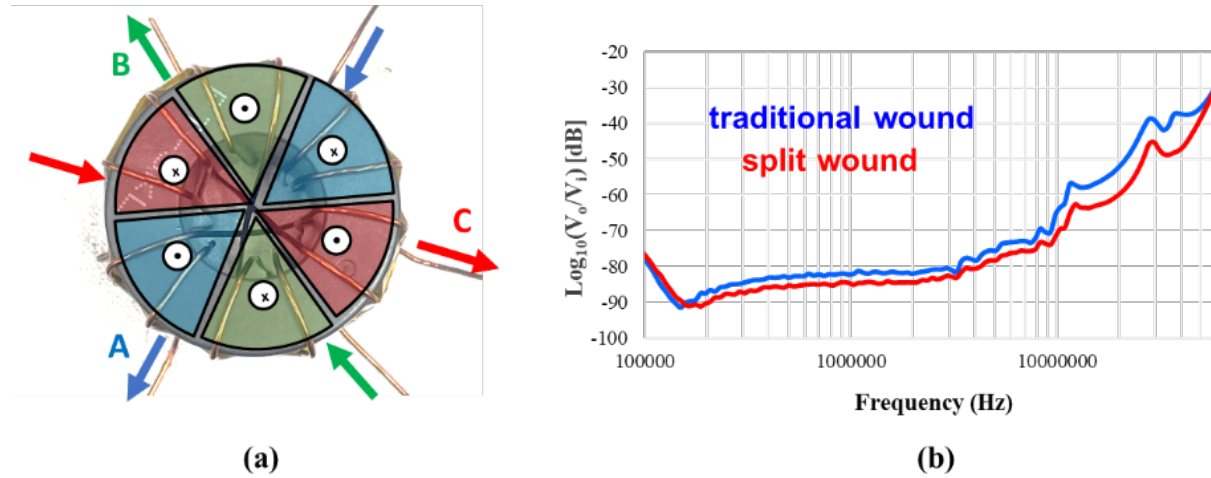 B
C
A
x
x
x
(a)
-20
-30
-40
-50
-60
-70
-80
-90
-100
Log₁₀(Vₒ/Vᵢ) [dB]
traditional wound
split wound
100000
1000000
10000000
Frequency (Hz)
(b)